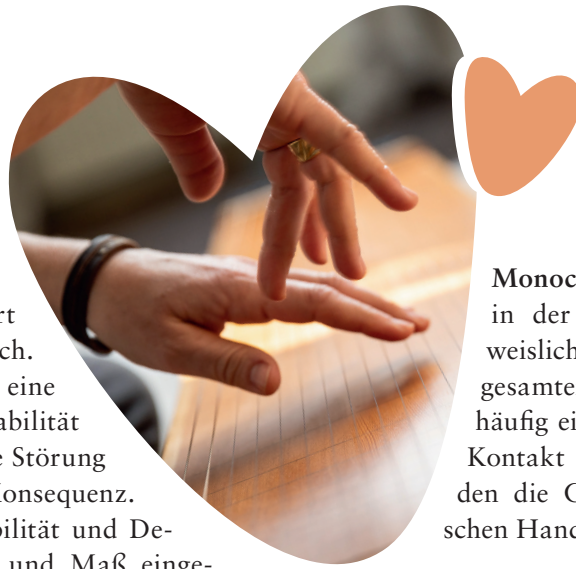 rt
ch.
eine
abilität
e Störung
Konsequenz.
bilität und De-
und Maß einge-
Monoc
in der
weislich
gesamte
häufig ei
Kontakt
den die G
schen Hand